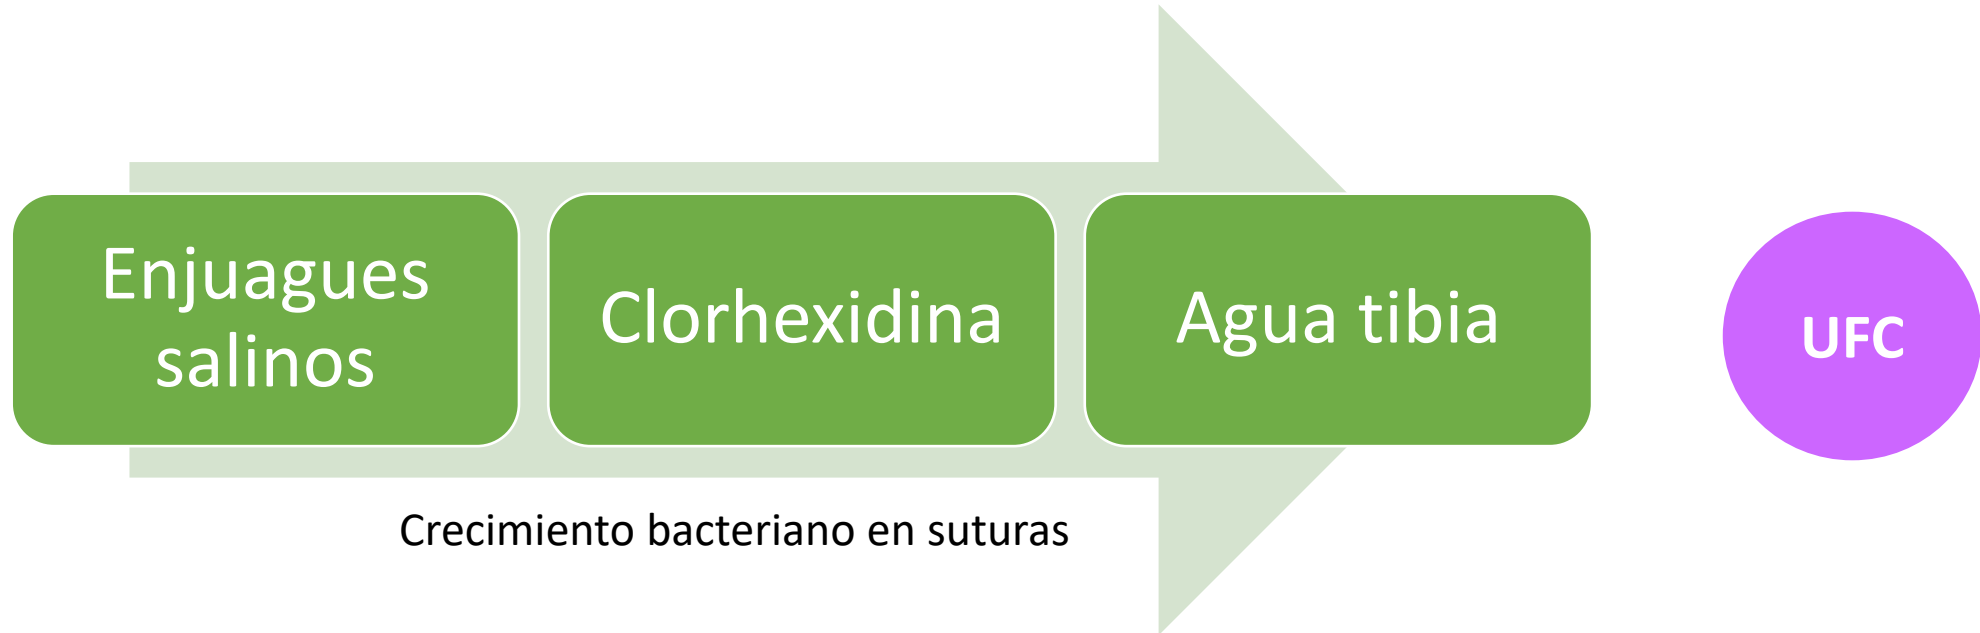 Enjuagues
salinos
Clorhexidina
Agua tibia
UFC
Crecimiento bacteriano en suturas